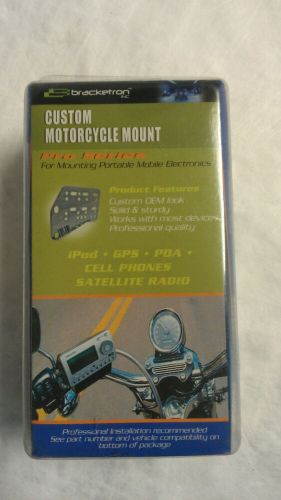 bracketron
INC
CUSTOM
MOTORCYCLE MOUNT
Pro Series
For Mounting Portable Mobile Electronics
Product Features
Custom OEM look
Solid & sturdy
Works with most devices
Professional quality
iPod • GPS • PDA •
CELL PHONES
SATELLITE RADIO
Professional Installation recommended
See part number and vehicle compatibility on
bottom of package